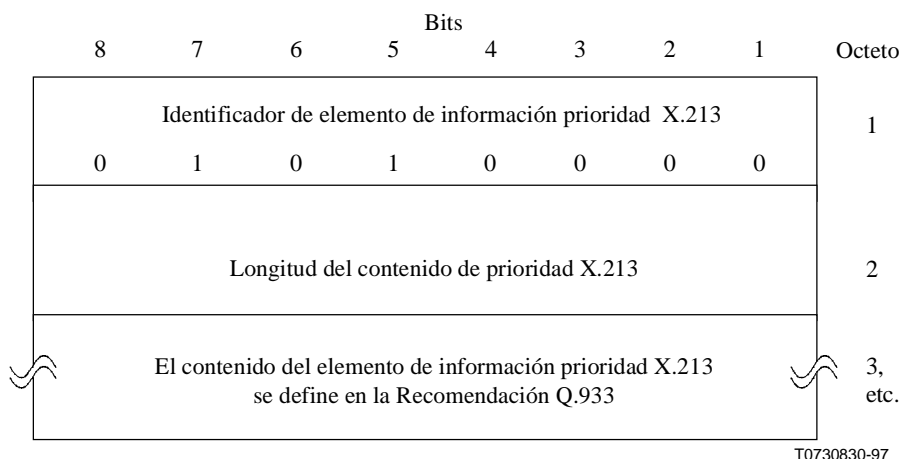 Bits
8 7 6 5 4 3 2 1 Octeto
Identificador de elemento de información prioridad X.213
1
0 1 0 1 0 0 0 0
Longitud del contenido de prioridad X.213 2
El contenido del elemento de información prioridad X.213 3,
se define en la Recomendación Q.933 etc.
T0730830-97